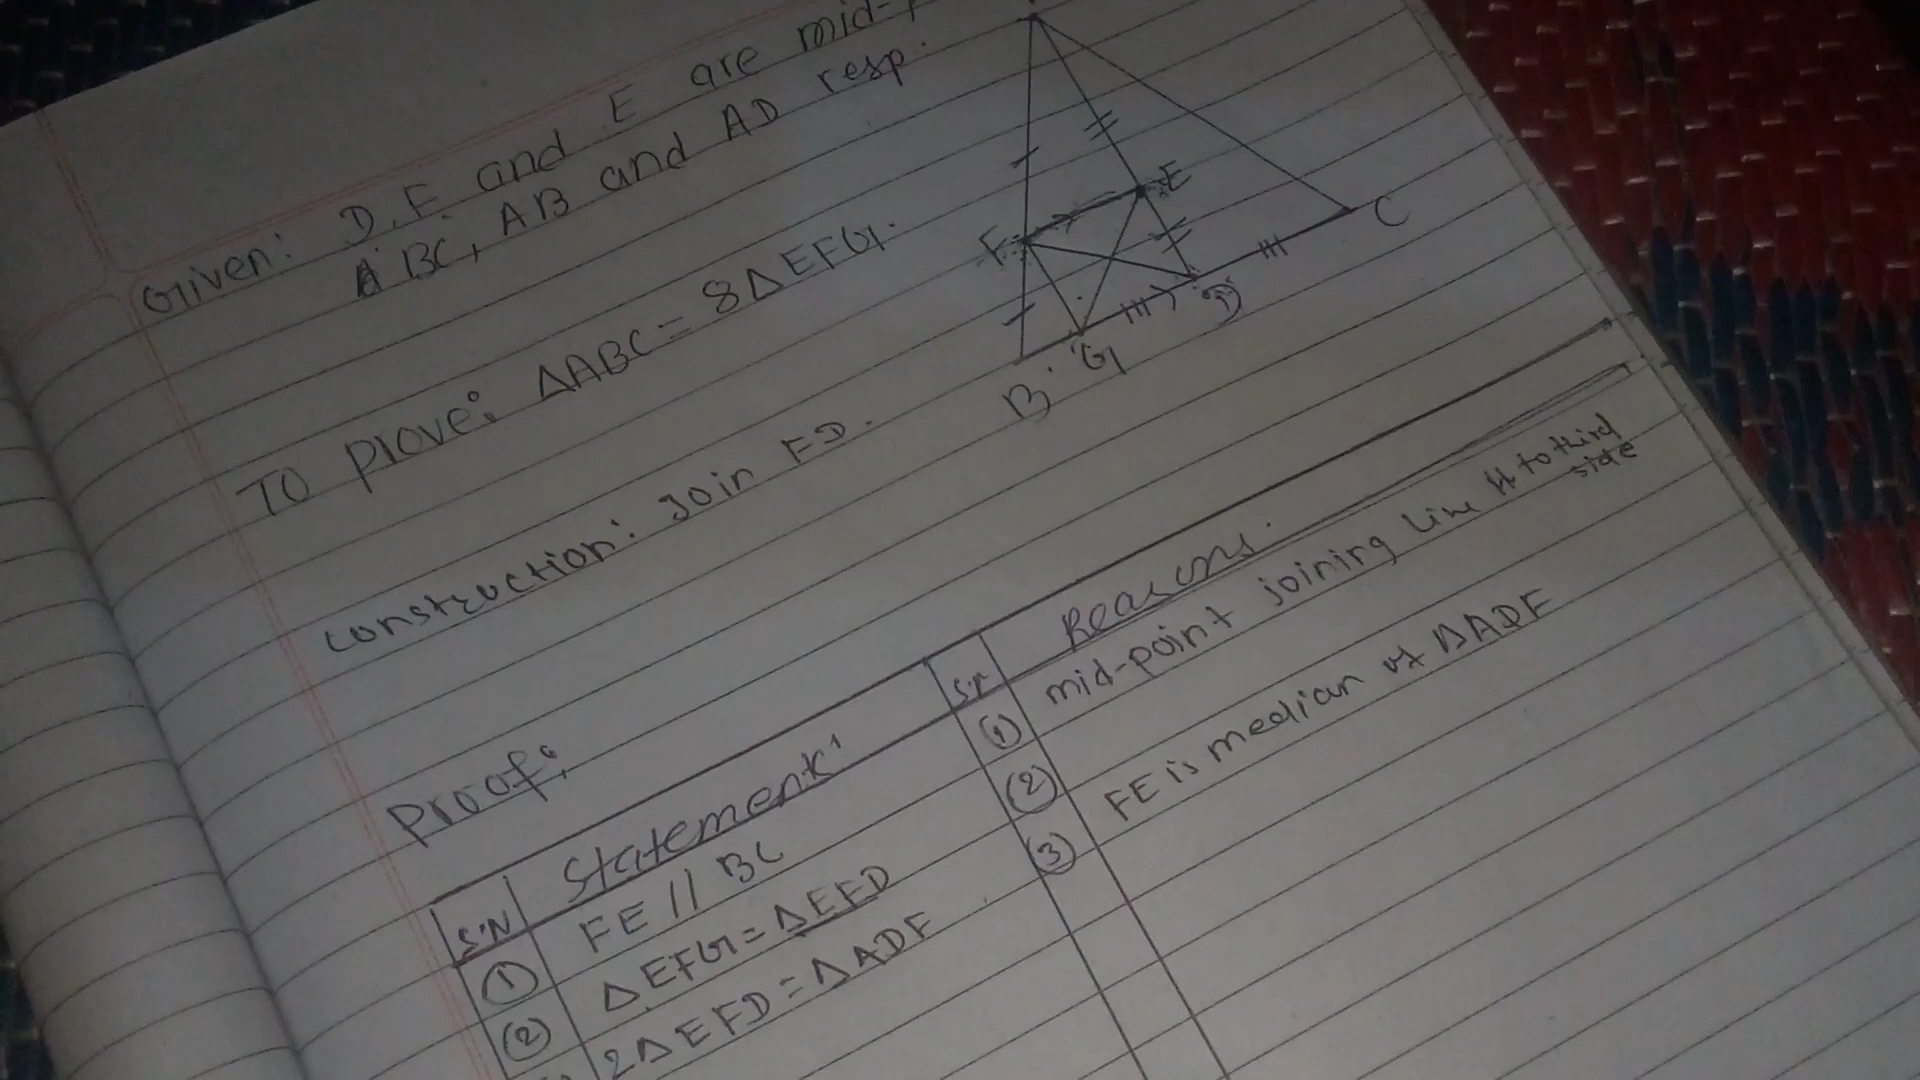 Given: D, F and E are mid-p
BC, AB and AD resp.
To prove: ΔABC = 8ΔEFG.
Construction: Join FD.
E
F
C
D
G
B
Proof:
S.N Statement S.N Reasons.
① FE // BC ① mid-point joining line // to third side
② ΔEFG = ΔEFD ②
2ΔEFD = ΔADF ③ FE is median of ΔADF